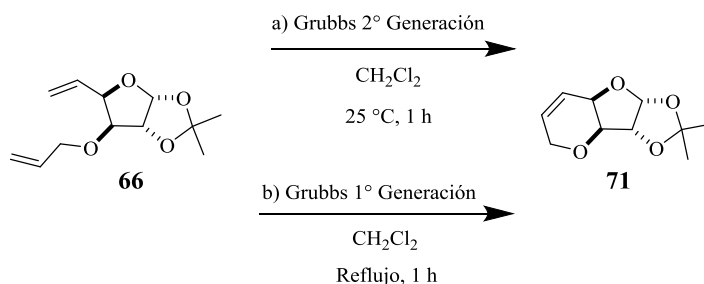 a) Grubbs 2° Generación
CH₂Cl₂
25 °C, 1 h
O
O
O
O
66
O
O
O
O
71
b) Grubbs 1° Generación
CH₂Cl₂
Reflujo, 1 h